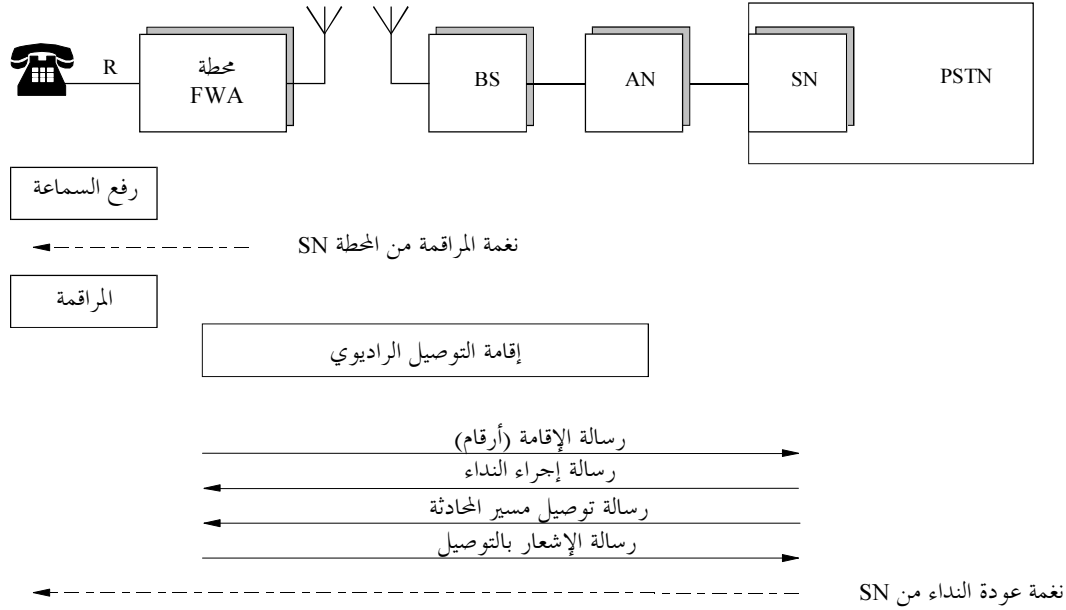 R
محطة
FWA
BS
AN
SN
PSTN
رفع السماعة
نغمة المراقمة من المحطة SN
المراقمة
إقامة التوصيل الراديوي
رسالة الإقامة (أرقام)
رسالة إجراء النداء
رسالة توصيل مسير المحادثة
رسالة الإشعار بالتوصيل
نغمة عودة النداء من SN